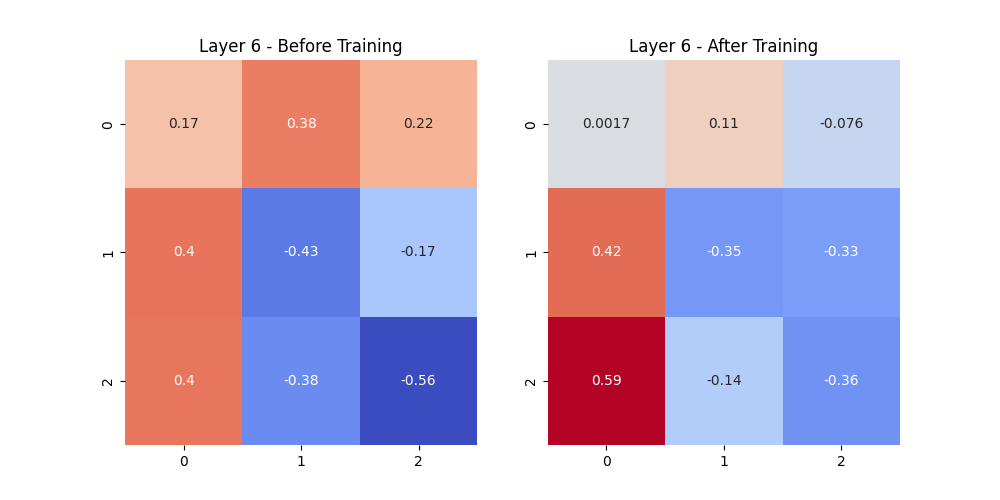 Layer 6 - Before Training
Layer 6 - After Training
0 0.17 0.38 0.22
1 0.4 -0.43 -0.17
2 0.4 -0.38 -0.56
0 1 2
0 0.0017 0.11 -0.076
1 0.42 -0.35 -0.33
2 0.59 -0.14 -0.36
0 1 2